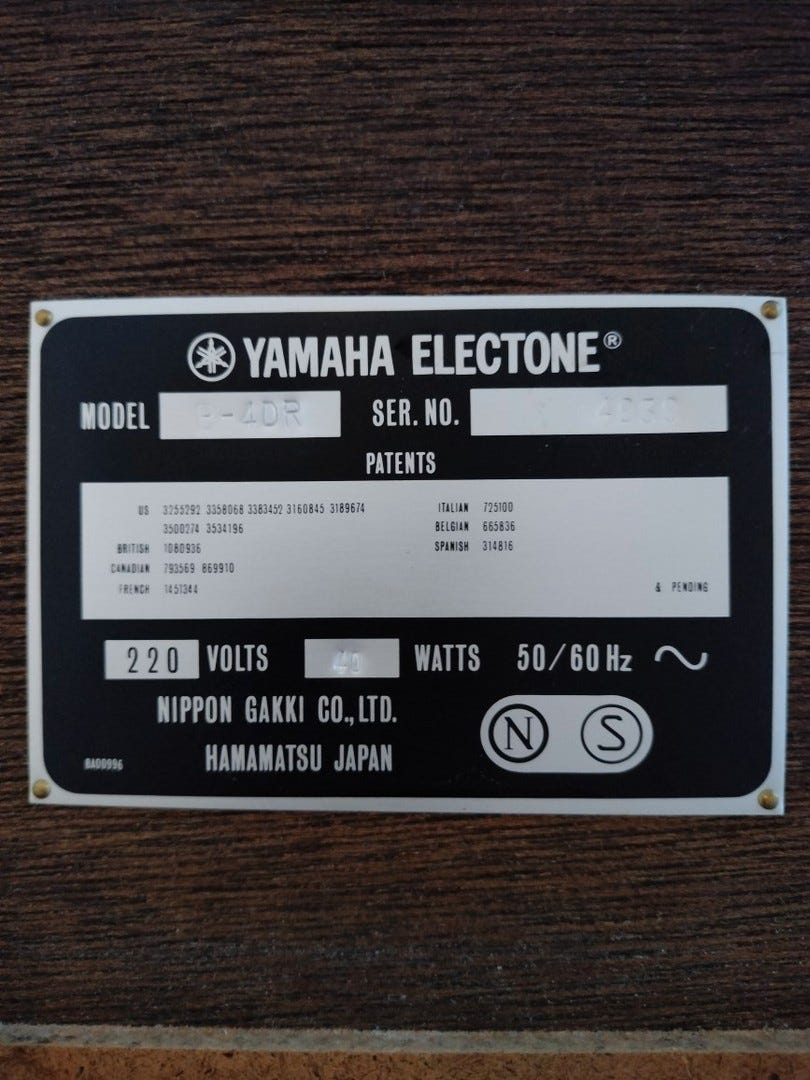 YAMAHA ELECTONE®
MODEL B-4DR SER. NO.
PATENTS
US 3255292 3358068 3383452 3160845 3189674
3500274 3534196
BRITISH 1080936
CANADIAN 793569 869910
FRENCH 1451344
ITALIAN 725100
BELGIAN 665836
SPANISH 314816
& PENDING
220 VOLTS 40 WATTS 50/60 Hz
NIPPON GAKKI CO., LTD.
HAMAMATSU JAPAN
N S
BA00996